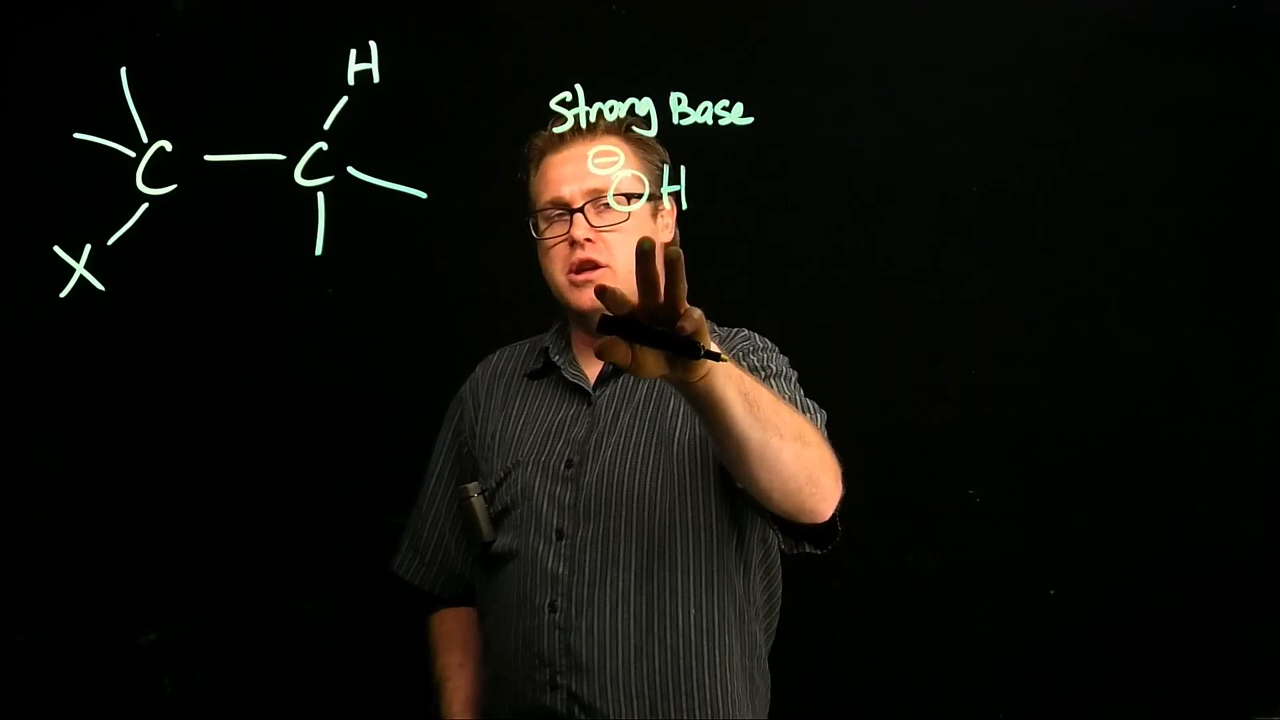 H
C C
X
Strong Base
⊖
OH